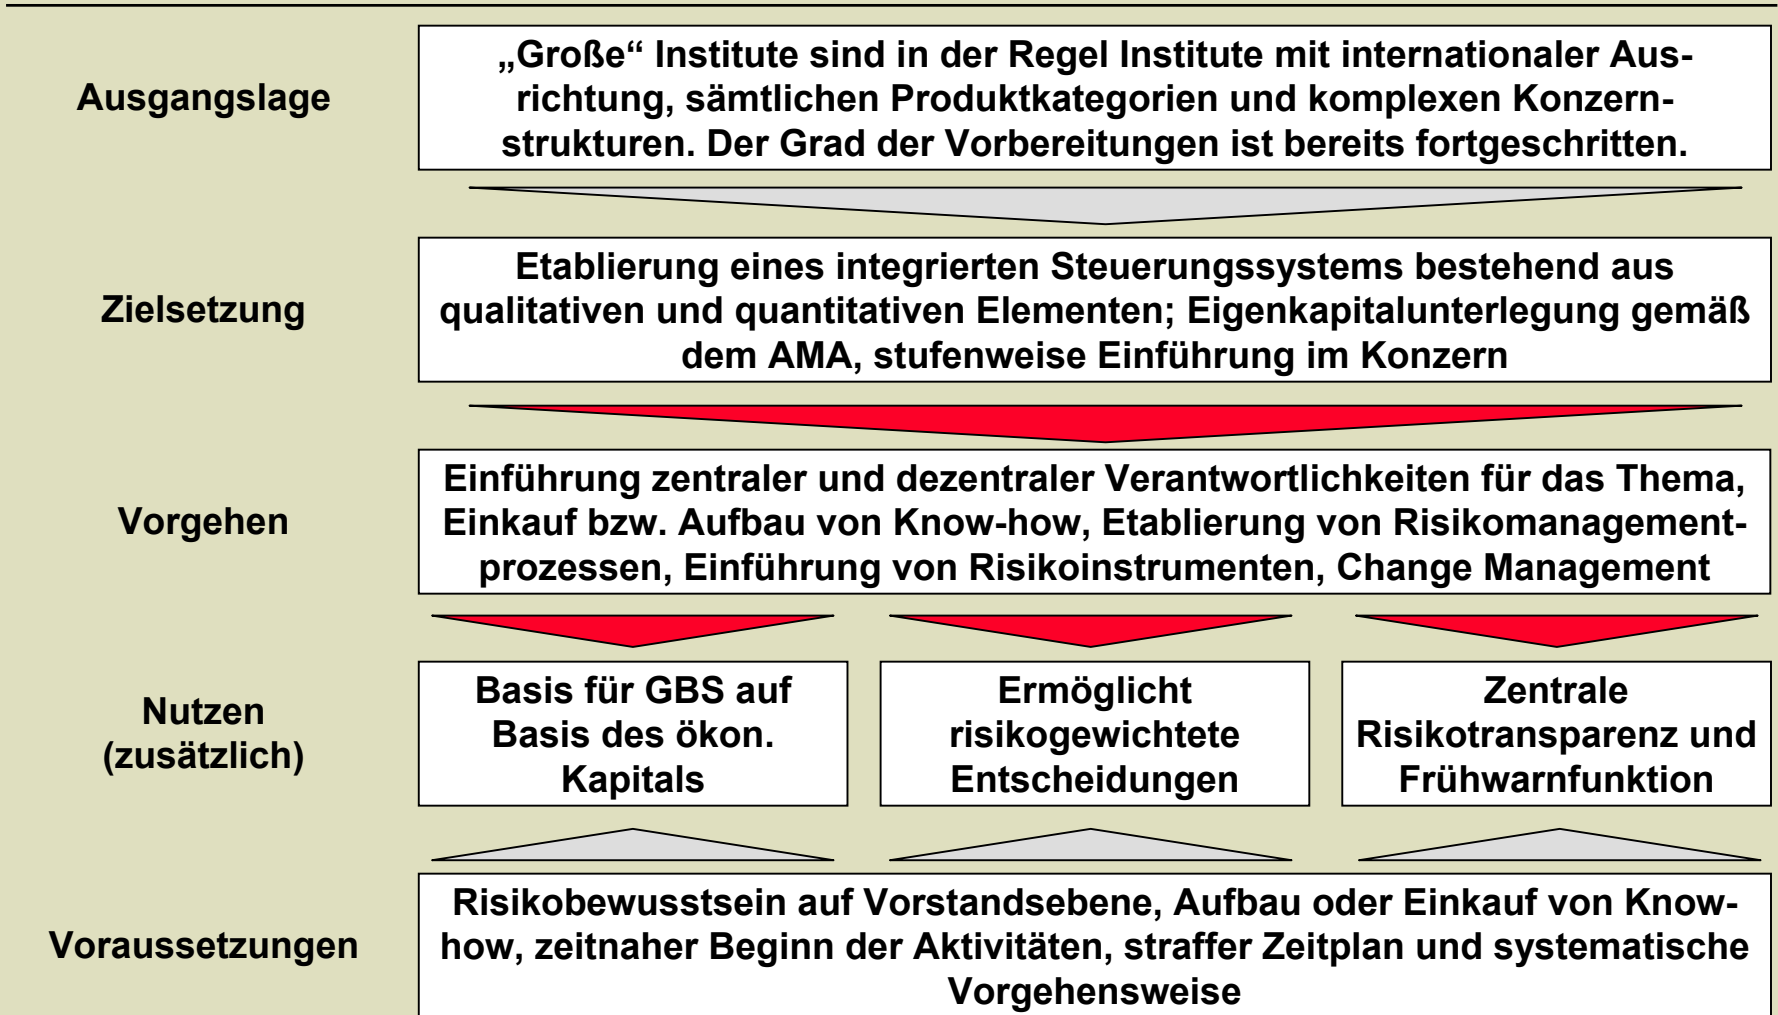 Ausgangslage
„Große“ Institute sind in der Regel Institute mit internationaler Aus-
richtung, sämtlichen Produktkategorien und komplexen Konzern-
strukturen. Der Grad der Vorbereitungen ist bereits fortgeschritten.
Zielsetzung
Etablierung eines integrierten Steuerungssystems bestehend aus
qualitativen und quantitativen Elementen; Eigenkapitalunterlegung gemäß
dem AMA, stufenweise Einführung im Konzern
Vorgehen
Einführung zentraler und dezentraler Verantwortlichkeiten für das Thema,
Einkauf bzw. Aufbau von Know-how, Etablierung von Risikomanagement-
prozessen, Einführung von Risikoinstrumenten, Change Management
Nutzen
(zusätzlich)
Basis für GBS auf
Basis des ökon.
Kapitals
Ermöglicht
risikogewichtete
Entscheidungen
Zentrale
Risikotransparenz und
Frühwarnfunktion
Voraussetzungen
Risikobewusstsein auf Vorstandsebene, Aufbau oder Einkauf von Know-
how, zeitnaher Beginn der Aktivitäten, straffer Zeitplan und systematische
Vorgehensweise